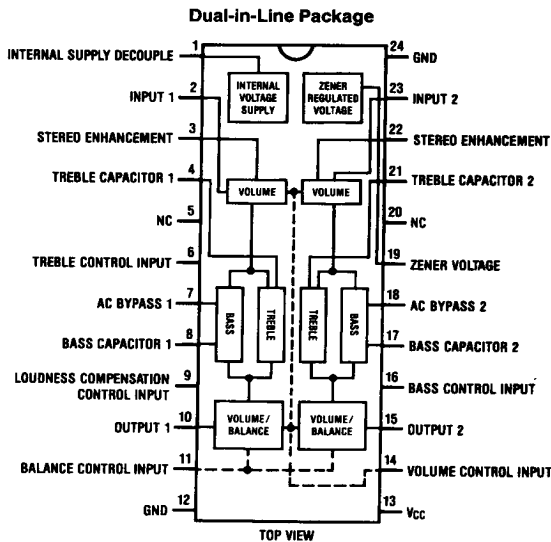 Dual-in-Line Package
1
INTERNAL SUPPLY DECOUPLE
24
GND
INTERNAL
VOLTAGE
SUPPLY
ZENER
REGULATED
VOLTAGE
2
INPUT 1
23
INPUT 2
3
STEREO ENHANCEMENT
22
STEREO ENHANCEMENT
4
TREBLE CAPACITOR 1
21
TREBLE CAPACITOR 2
VOLUME
VOLUME
5
NC
20
NC
6
TREBLE CONTROL INPUT
19
ZENER VOLTAGE
7
AC BYPASS 1
18
AC BYPASS 2
BASS
TREBLE
TREBLE
BASS
8
BASS CAPACITOR 1
17
BASS CAPACITOR 2
9
LOUDNESS COMPENSATION
CONTROL INPUT
16
BASS CONTROL INPUT
10
OUTPUT 1
VOLUME/
BALANCE
VOLUME/
BALANCE
15
OUTPUT 2
11
BALANCE CONTROL INPUT
14
VOLUME CONTROL INPUT
12
GND
13
VCC
TOP VIEW